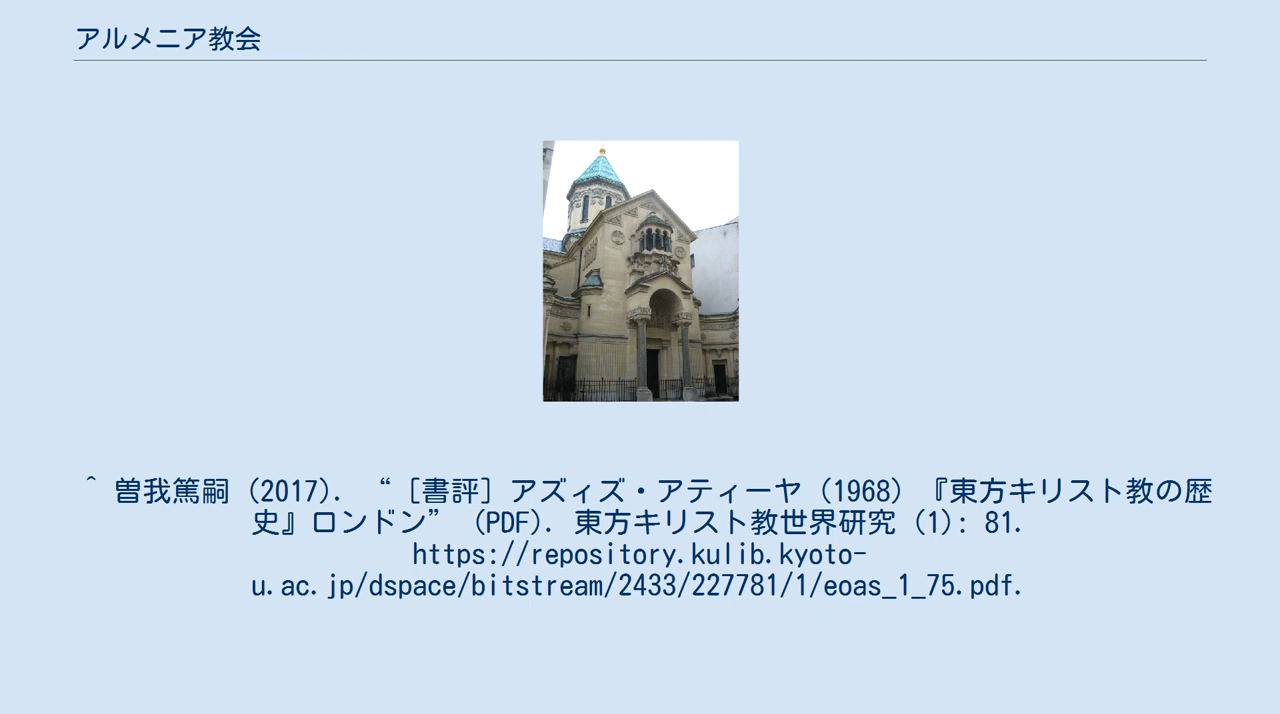 アルメニア教会
^ 曽我篤嗣 (2017). “［書評］アズィズ・アティーヤ (1968) 『東方キリスト教の歴
史』ロンドン” (PDF). 東方キリスト教世界研究 (1): 81.
https://repository.kulib.kyoto-
u.ac.jp/dspace/bitstream/2433/227781/1/eoas_1_75.pdf.